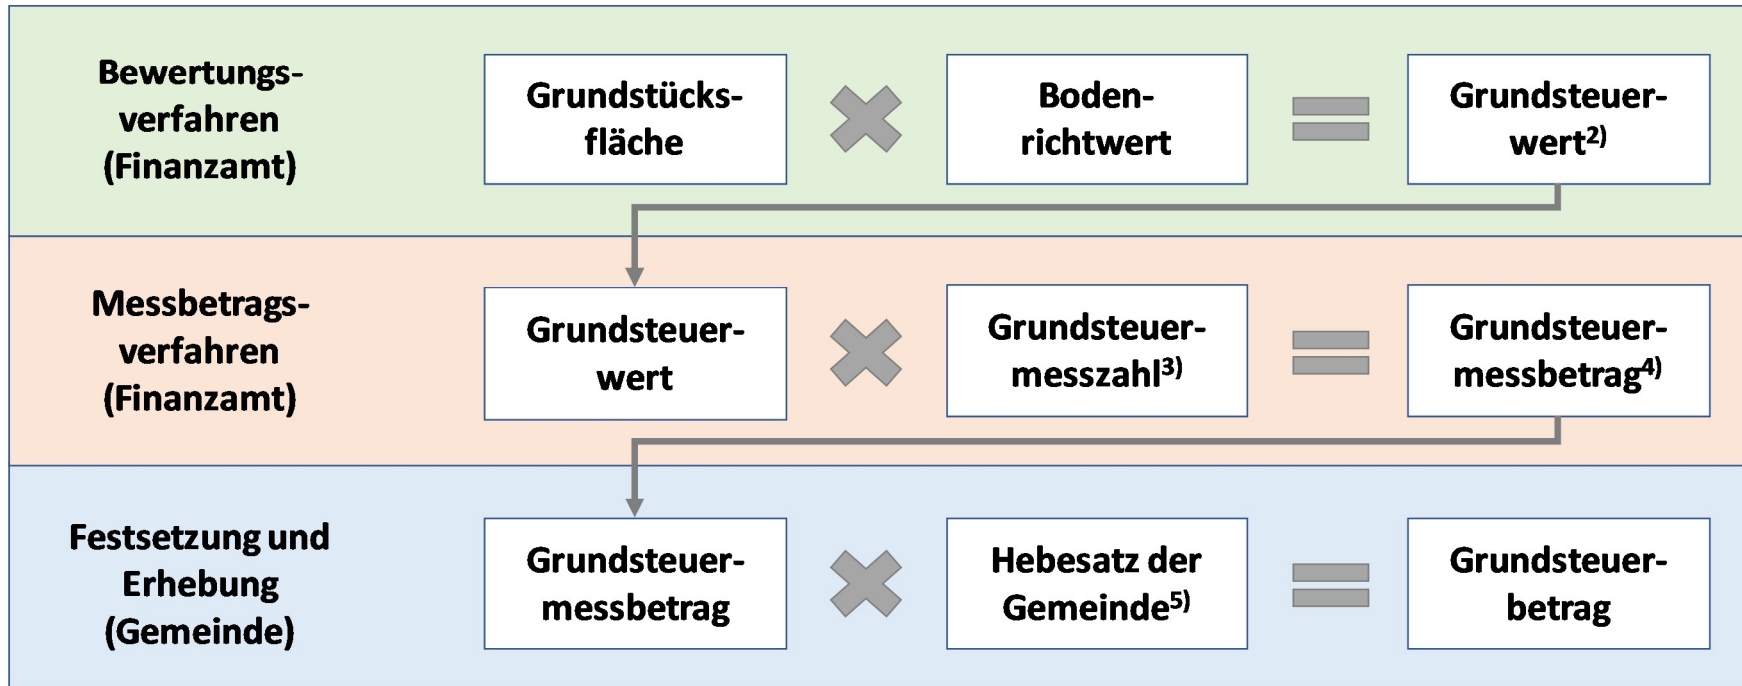 Bewertungs-
verfahren
(Finanzamt)
Grundstücks-
fläche
Boden-
richtwert
Grundsteuer-
wert2)
Messbetrags-
verfahren
(Finanzamt)
Grundsteuer-
wert
Grundsteuer-
messzahl3)
Grundsteuer-
messbetrag4)
Festsetzung und
Erhebung
(Gemeinde)
Grundsteuer-
messbetrag
Hebesatz der
Gemeinde5)
Grundsteuer-
betrag